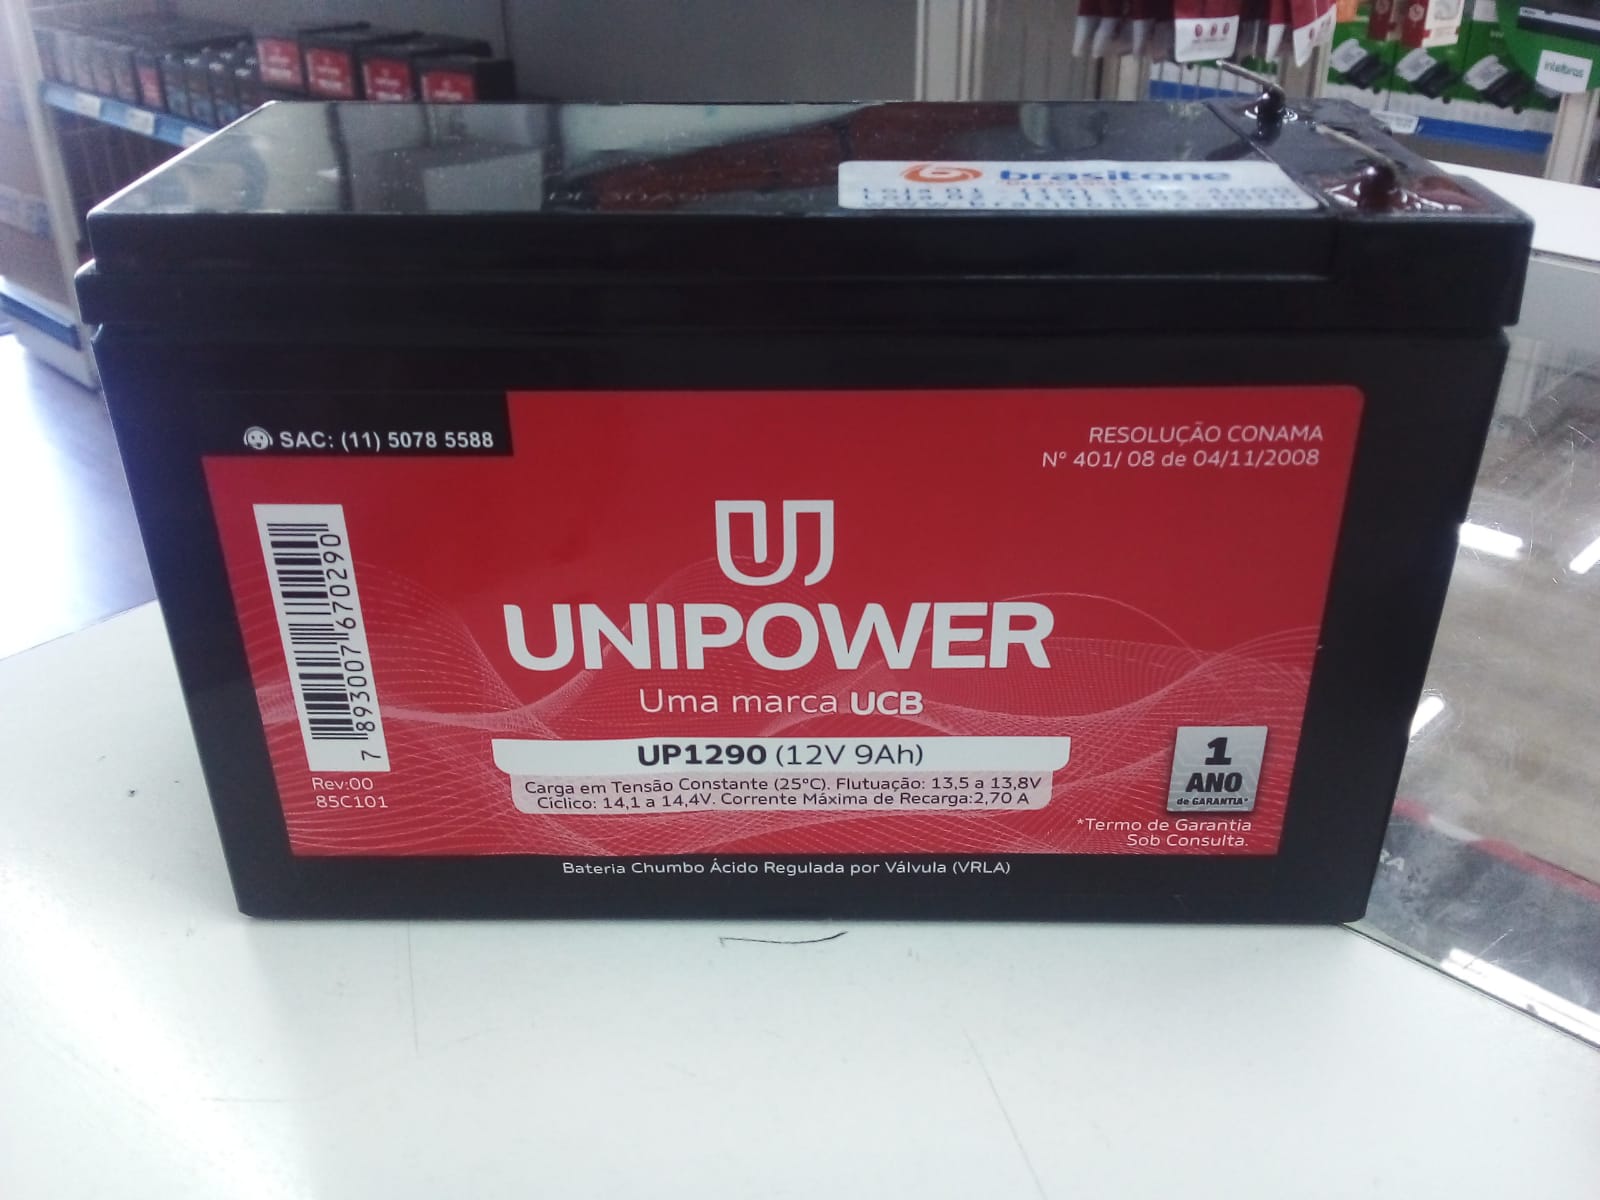 brasitone
intelbras
SAC: (11) 5078 5588
RESOLUÇÃO CONAMA
N° 401/ 08 de 04/11/2008
7 893007 670290
UNIPOWER
Uma marca UCB
UP1290 (12V 9Ah)
Carga em Tensão Constante (25°C). Flutuação: 13,5 a 13,8V
Cíclico: 14,1 a 14,4V. Corrente Máxima de Recarga:2,70 A
Rev:00
85C101
1
ANO
de GARANTIA*
*Termo de Garantia
Sob Consulta.
Bateria Chumbo Ácido Regulada por Válvula (VRLA)